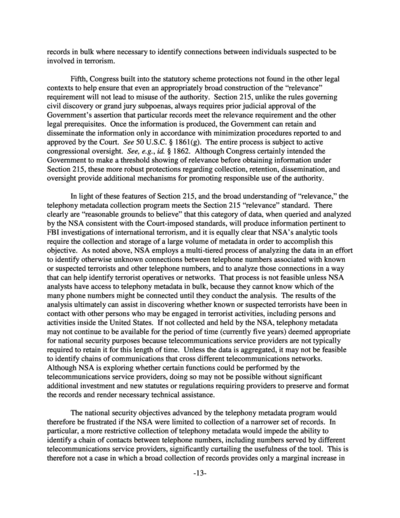 records in bulk where necessary to identify connections between individuals suspected to be
involved in terrorism.
Fifth, Congress built into the statutory scheme protections not found in the other legal
contexts to help ensure that even an appropriately broad construction of the “relevance”
requirement will not lead to misuse of the authority. Section 215, unlike the rules governing
civil discovery or grand jury subpoenas, always requires prior judicial approval of the
Government’s assertion that particular records meet the relevance requirement and the other
legal prerequisites. Once the information is produced, the Government can retain and
disseminate the information only in accordance with minimization procedures reported to and
approved by the Court. See 50 U.S.C. § 1861(g). The entire process is subject to active
congressional oversight. See, e.g., id. § 1862. Although Congress certainly intended the
Government to make a threshold showing of relevance before obtaining information under
Section 215, these more robust protections regarding collection, retention, dissemination, and
oversight provide additional mechanisms for promoting responsible use of the authority.
In light of these features of Section 215, and the broad understanding of “relevance,” the
telephony metadata collection program meets the Section 215 “relevance” standard. There
clearly are “reasonable grounds to believe” that this category of data, when queried and analyzed
by the NSA consistent with the Court-imposed standards, will produce information pertinent to
FBI investigations of international terrorism, and it is equally clear that NSA’s analytic tools
require the collection and storage of a large volume of metadata in order to accomplish this
objective. As noted above, NSA employs a multi-tiered process of analyzing the data in an effort
to identify otherwise unknown connections between telephone numbers associated with known
or suspected terrorists and other telephone numbers, and to analyze those connections in a way
that can help identify terrorist operatives or networks. That process is not feasible unless NSA
analysts have access to telephony metadata in bulk, because they cannot know which of the
many phone numbers might be connected until they conduct the analysis. The results of the
analysis ultimately can assist in discovering whether known or suspected terrorists have been in
contact with other persons who may be engaged in terrorist activities, including persons and
activities inside the United States. If not collected and held by the NSA, telephony metadata
may not continue to be available for the period of time (currently five years) deemed appropriate
for national security purposes because telecommunications service providers are not typically
required to retain it for this length of time. Unless the data is aggregated, it may not be feasible
to identify chains of communications that cross different telecommunications networks.
Although NSA is exploring whether certain functions could be performed by the
telecommunications service providers, doing so may not be possible without significant
additional investment and new statutes or regulations requiring providers to preserve and format
the records and render necessary technical assistance.
The national security objectives advanced by the telephony metadata program would
therefore be frustrated if the NSA were limited to collection of a narrower set of records. In
particular, a more restrictive collection of telephony metadata would impede the ability to
identify a chain of contacts between telephone numbers, including numbers served by different
telecommunications service providers, significantly curtailing the usefulness of the tool. This is
therefore not a case in which a broad collection of records provides only a marginal increase in
-13-